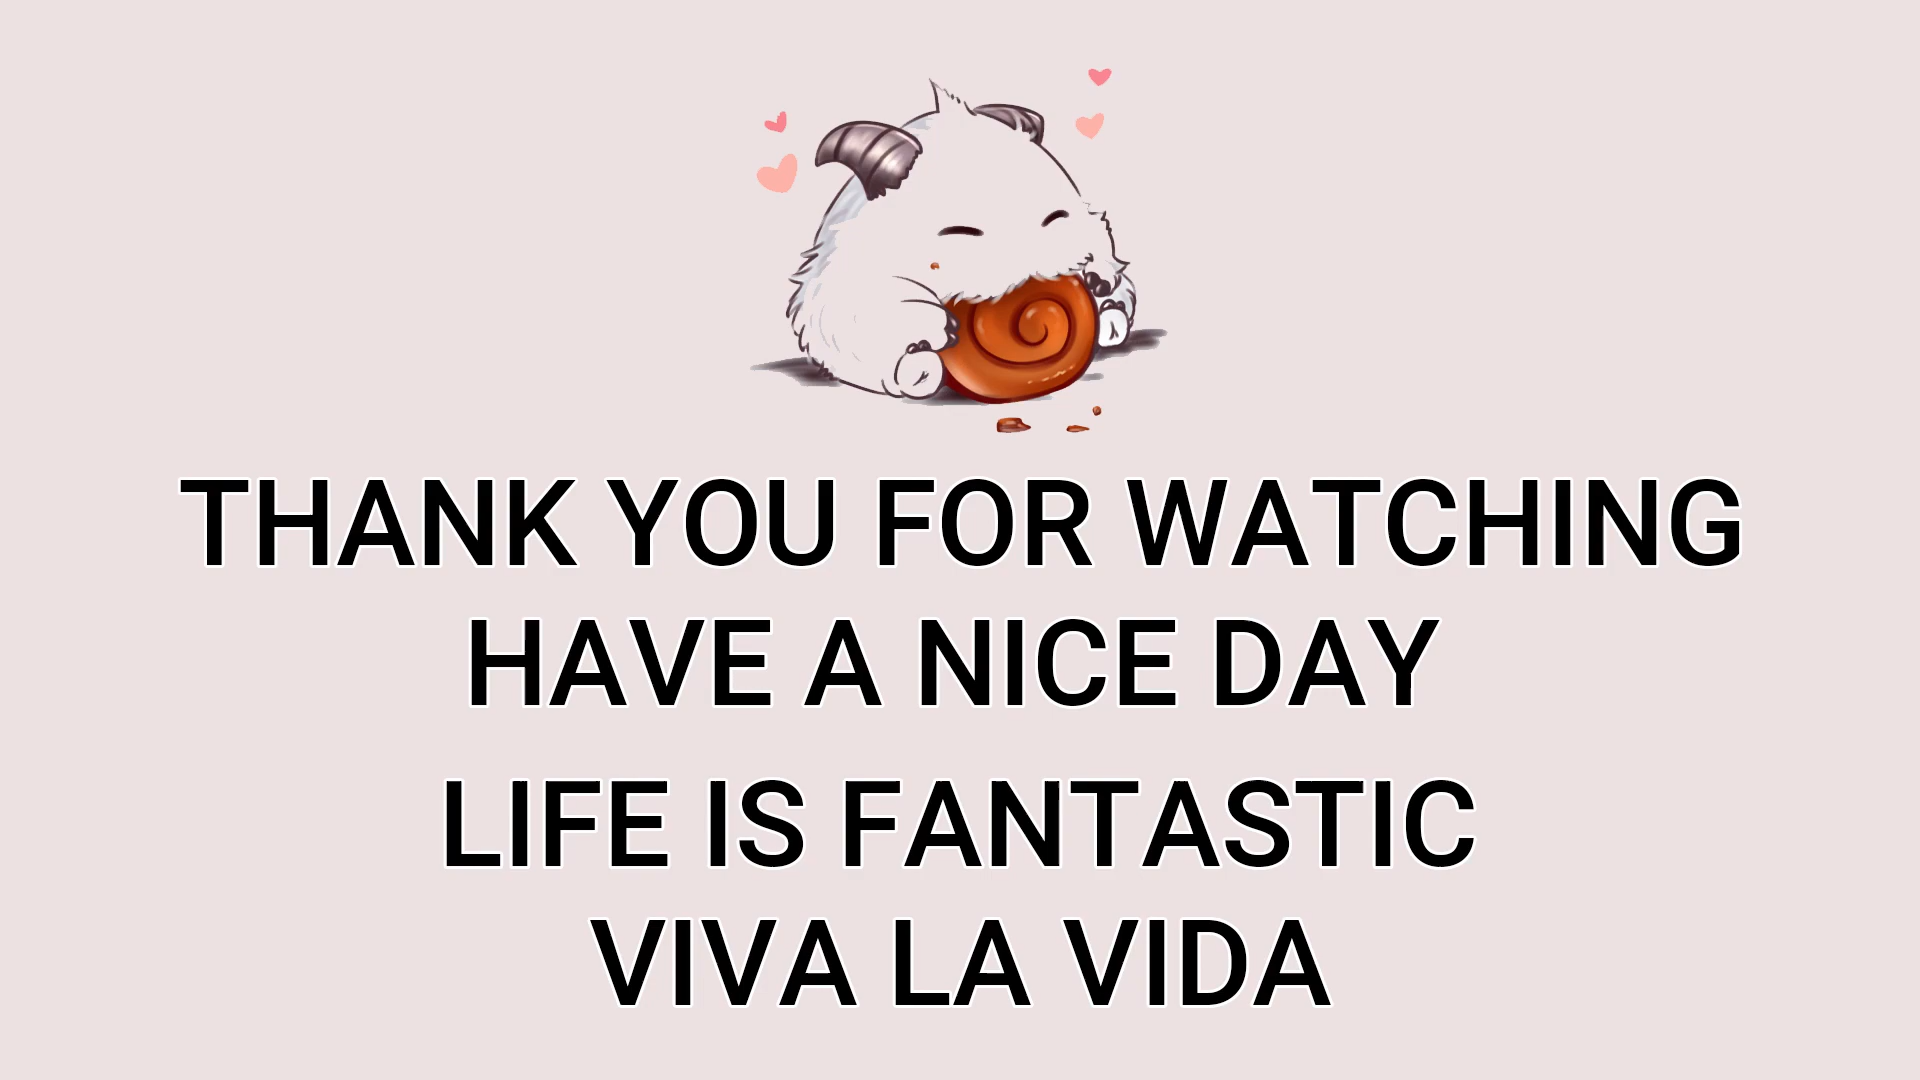 THANK YOU FOR WATCHING
HAVE A NICE DAY
LIFE IS FANTASTIC
VIVA LA VIDA